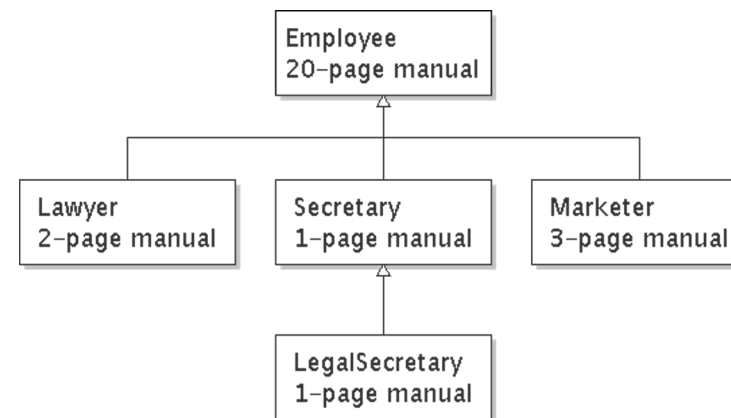 Employee
20-page manual
Lawyer
2-page manual
Secretary
1-page manual
Marketer
3-page manual
LegalSecretary
1-page manual